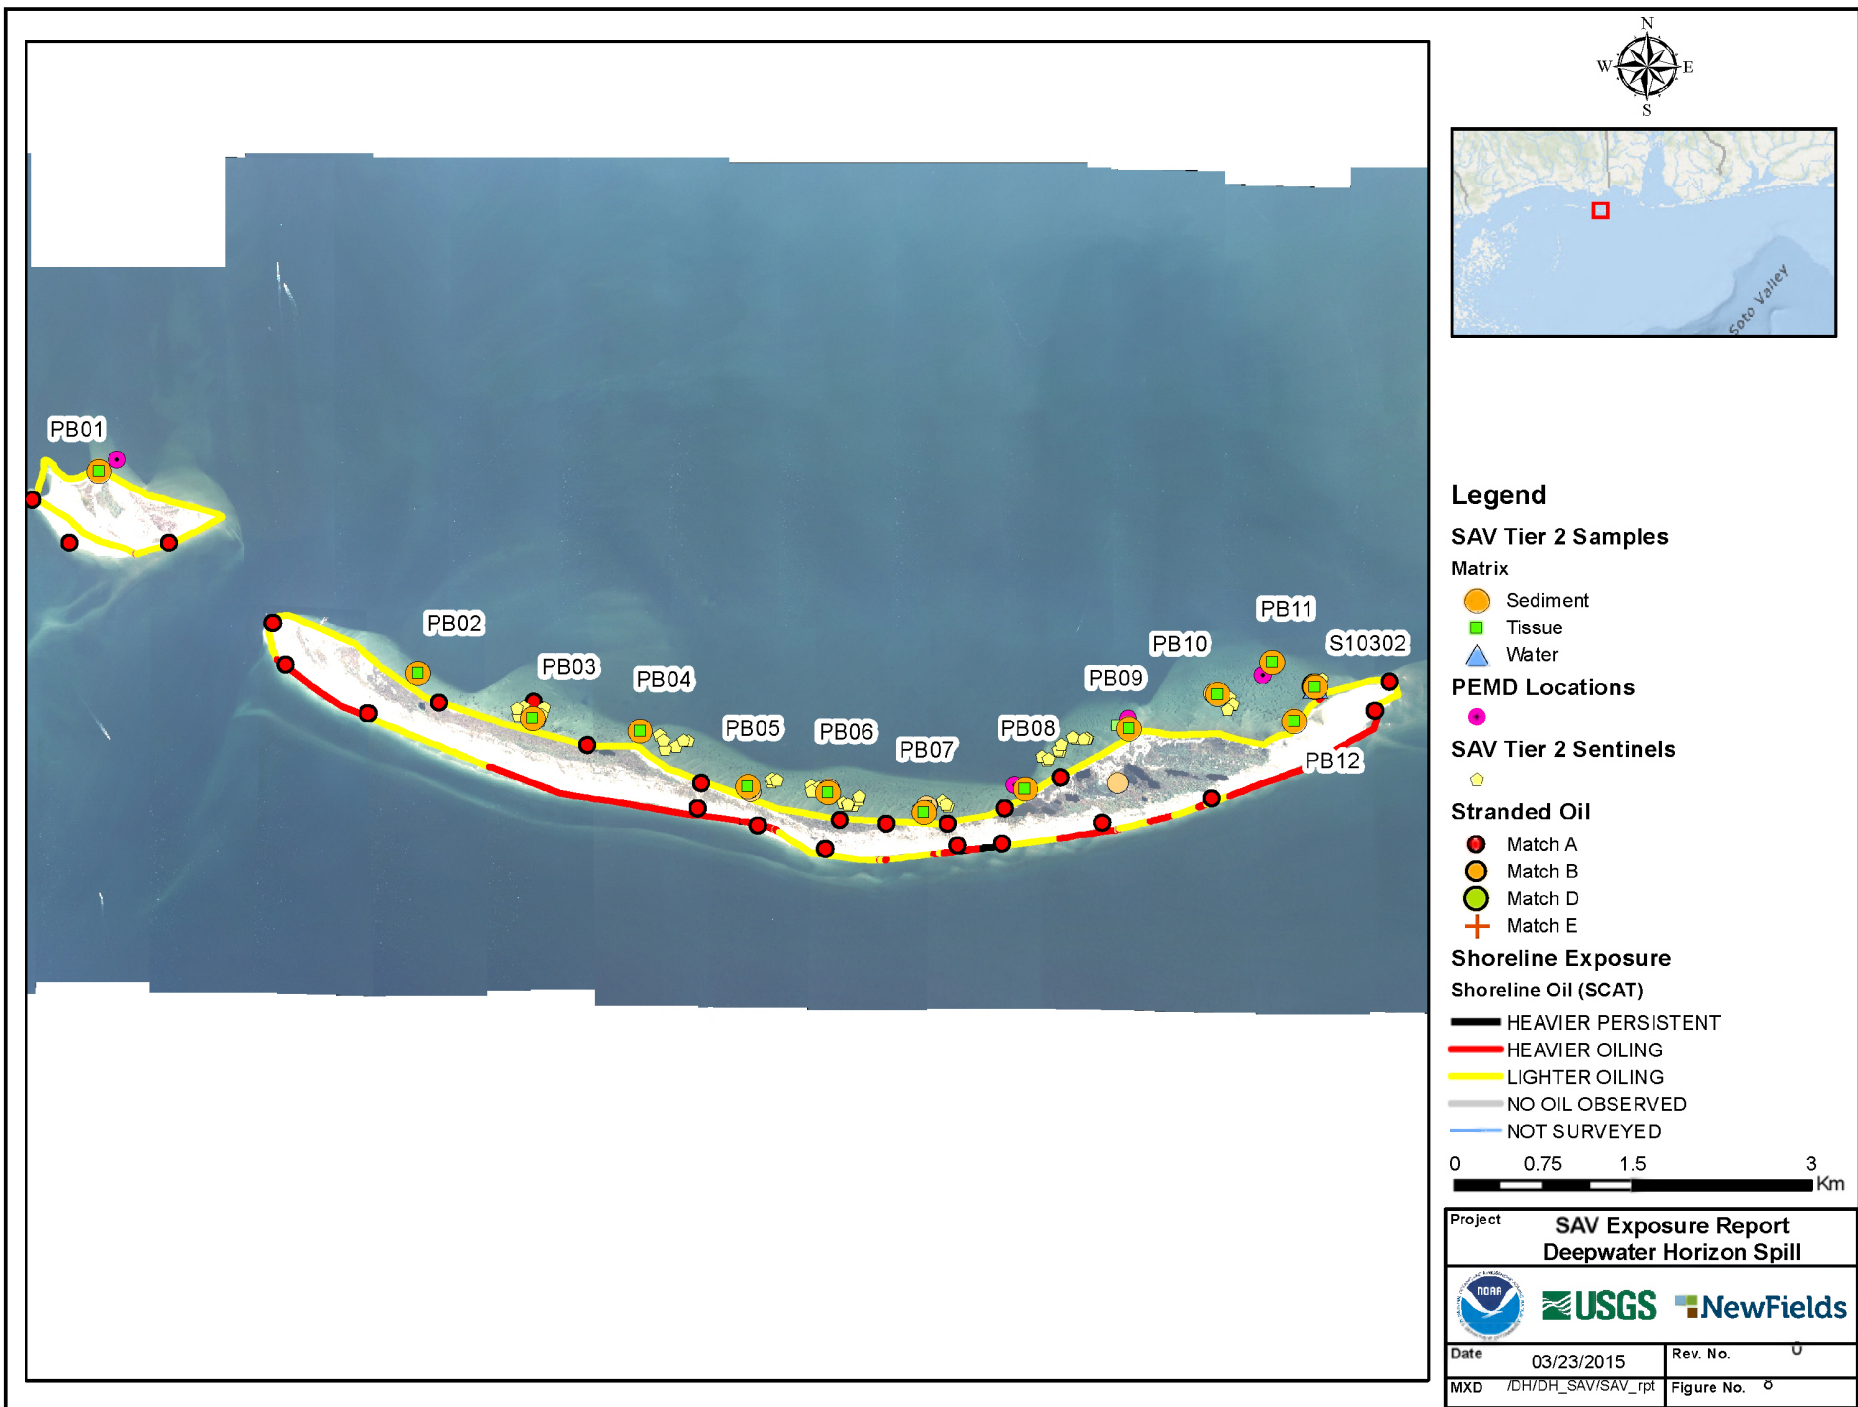 N
W
E
S
Soto Valley
PB01
PB02
PB03
PB04
PB05
PB06
PB07
PB08
PB09
PB10
PB11
S10302
PB12
Legend
SAV Tier 2 Samples
Matrix
Sediment
Tissue
Water
PEMD Locations
SAV Tier 2 Sentinels
Stranded Oil
Match A
Match B
Match D
Match E
Shoreline Exposure
Shoreline Oil (SCAT)
HEAVIER PERSISTENT
HEAVIER OILING
LIGHTER OILING
NO OIL OBSERVED
NOT SURVEYED
0 0.75 1.5 3
Km
Project
SAV Exposure Report
Deepwater Horizon Spill
NOAA
USGS
NewFields
Date 03/23/2015
Rev. No. 0
MXD /DH/DH_SAV/SAV_rpt
Figure No. 8